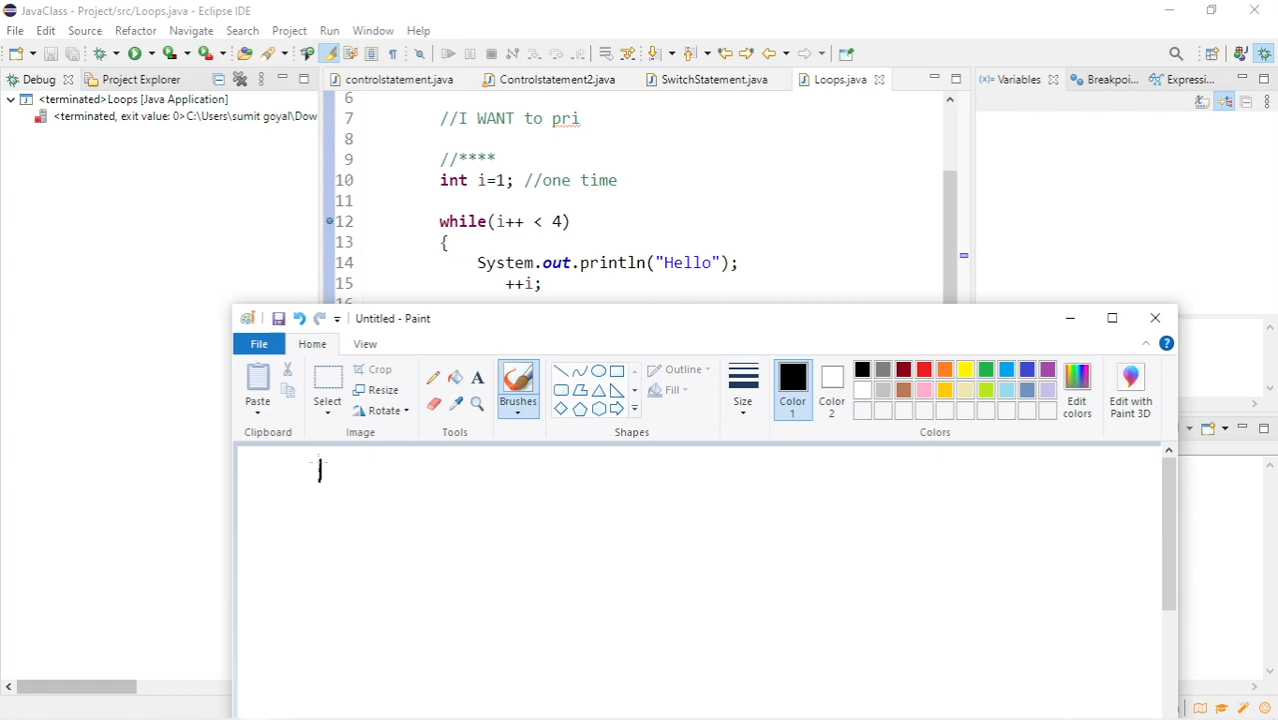 JavaClass - Project/src/Loops.java - Eclipse IDE
File Edit Source Refactor Navigate Search Project Run Window Help
Debug Project Explorer controlstatement.java Controlstatement2.java SwitchStatement.java Loops.java Variables Breakpoi... Expressi...
<terminated>Loops [Java Application]
<terminated, exit value: 0>C:\Users\sumit goyal\Dow
6
7 //I WANT to pri
8
9 //****
10 int i=1; //one time
11
12 while(i++ < 4)
13 {
14 System.out.println("Hello");
15 ++i;
16
Untitled - Paint
File Home View
Paste Select Crop Resize Rotate A Brushes Outline Fill Size Color 1 Color 2 Edit colors Edit with Paint 3D
Clipboard Image Tools Shapes Colors